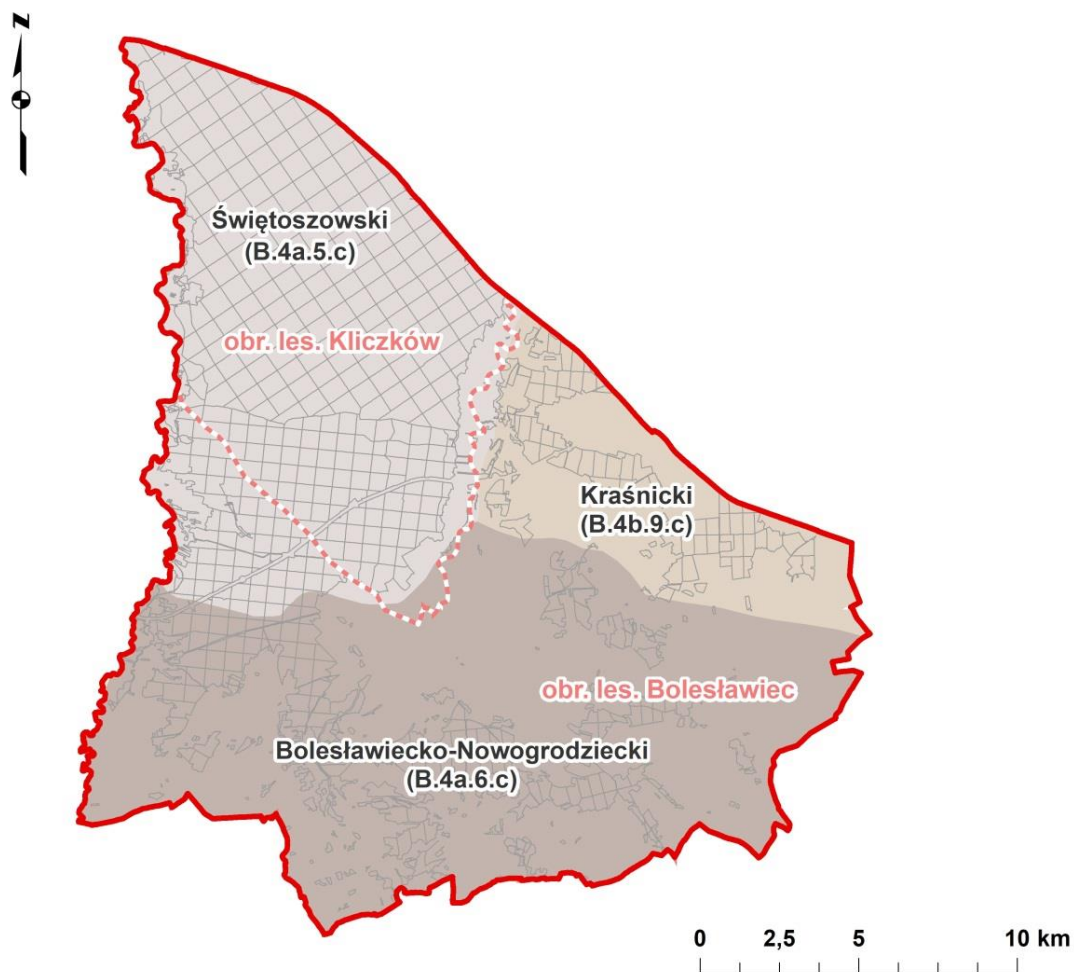 N
Świętoszowski
(B.4a.5.c)
obr. les. Kliczków
Kraśnicki
(B.4b.9.c)
obr. les. Bolesławiec
Bolesławiecko-Nowogrodziecki
(B.4a.6.c)
0 2,5 5 10 km